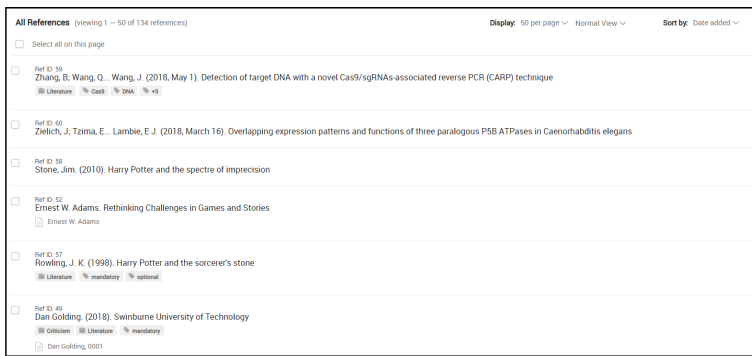 All References (viewing 1 – 50 of 134 references) Display: 50 per page Normal View Sort by: Date added
Select all on this page
Ref ID: 59
Zhang, B; Wang, Q... Wang, J. (2018, May 1). Detection of target DNA with a novel Cas9/sgRNAs-associated reverse PCR (CARP) technique
Literature Cas9 DNA +3
Ref ID: 60
Zielich, J; Tzima, E... Lambie, E J. (2018, March 16). Overlapping expression patterns and functions of three paralogous P5B ATPases in Caenorhabditis elegans
Ref ID: 58
Stone, Jim. (2010). Harry Potter and the spectre of imprecision
Ref ID: 52
Ernest W. Adams. Rethinking Challenges in Games and Stories
Ernest W. Adams
Ref ID: 57
Rowling, J. K. (1998). Harry Potter and the sorcerer's stone
Literature mandatory optional
Ref ID: 49
Dan Golding. (2018). Swinburne University of Technology
Criticism Literature mandatory
Dan Golding, 0001